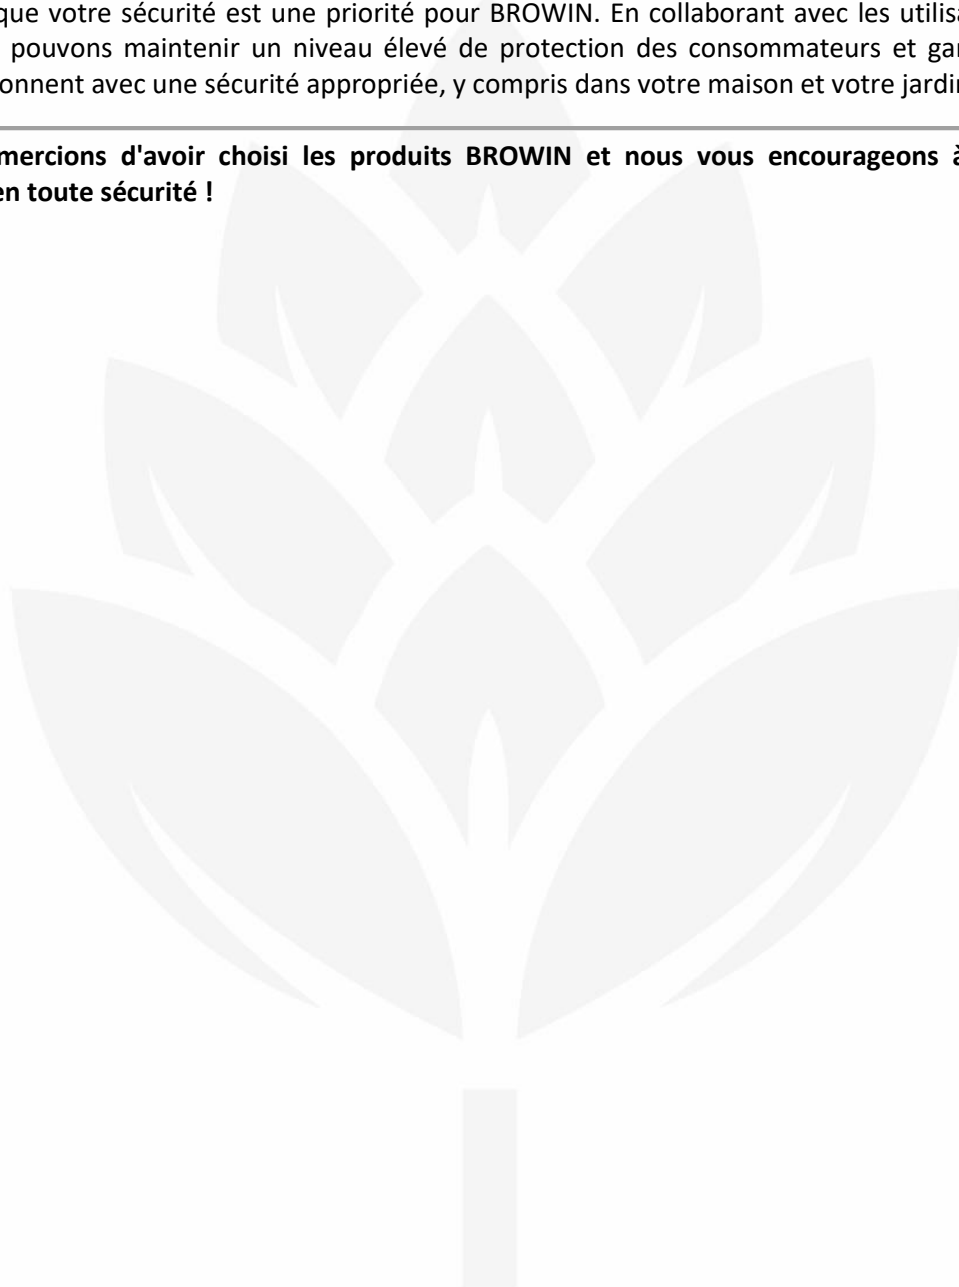 que votre sécurité est une priorité pour BROWIN. En collaborant avec les utilisa
pouvons maintenir un niveau élevé de protection des consommateurs et gar
onnent avec une sécurité appropriée, y compris dans votre maison et votre jardin
mercions d'avoir choisi les produits BROWIN et nous vous encourageons à
en toute sécurité !